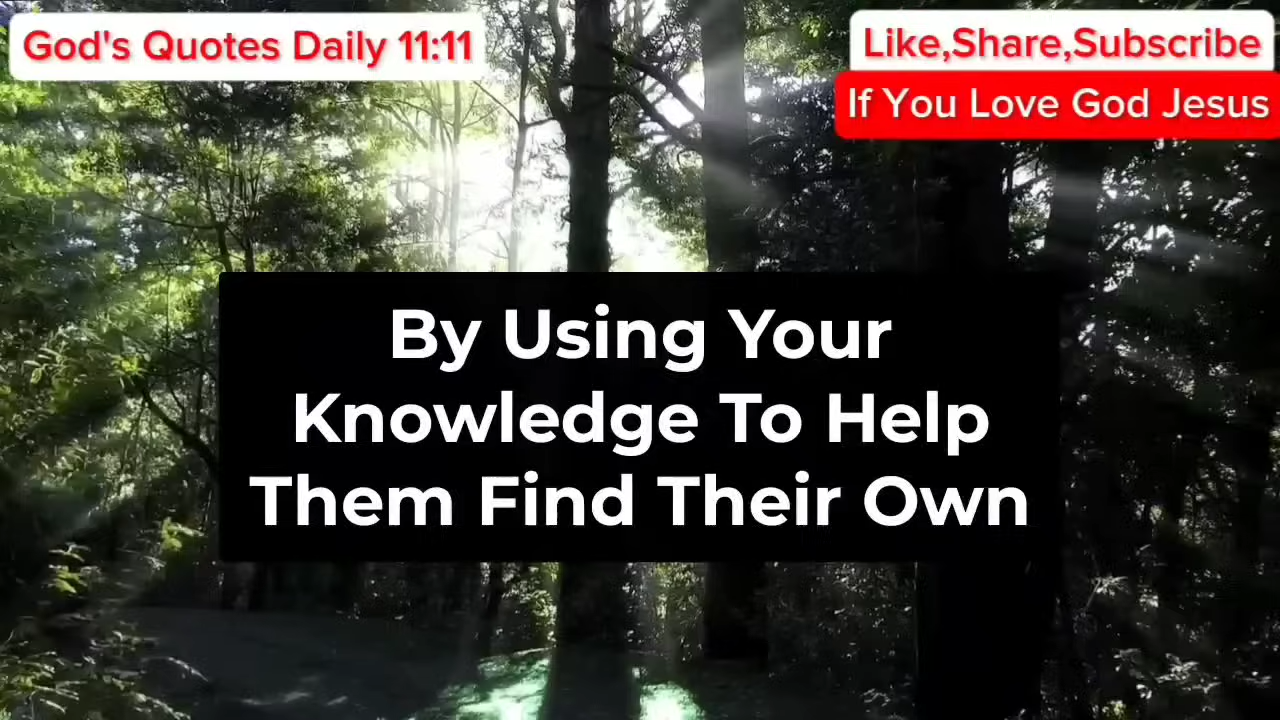 God's Quotes Daily 11:11
Like,Share,Subscribe
If You Love God Jesus
By Using Your
Knowledge To Help
Them Find Their Own